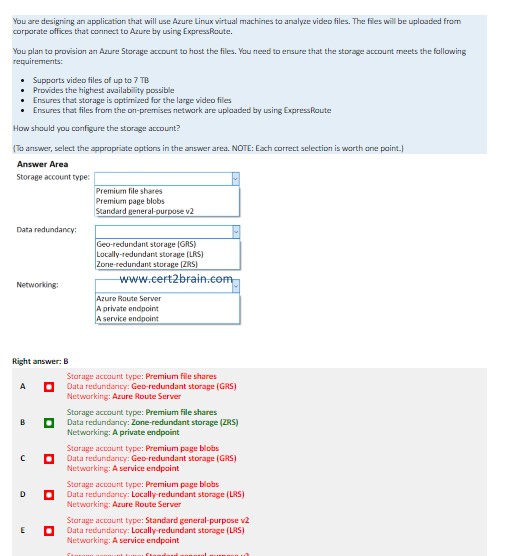 You are designing an application that will use Azure Linux virtual machines to analyze video files. The files will be uploaded from
corporate offices that connect to Azure by using ExpressRoute.
You plan to provision an Azure Storage account to host the files. You need to ensure that the storage account meets the following
requirements:
• Supports video files of up to 7 TB
• Provides the highest availability possible
• Ensures that storage is optimized for the large video files
• Ensures that files from the on-premises network are uploaded by using ExpressRoute
How should you configure the storage account?
(To answer, select the appropriate options in the answer area. NOTE: Each correct selection is worth one point.)
Answer Area
Storage account type:
Premium file shares
Premium page blobs
Standard general-purpose v2
Data redundancy:
Geo-redundant storage (GRS)
Locally-redundant storage (LRS)
Zone-redundant storage (ZRS)
www.cert2brain.com
Networking:
Azure Route Server
A private endpoint
A service endpoint
Right answer: B
A
Storage account type: Premium file shares
Data redundancy: Geo-redundant storage (GRS)
Networking: Azure Route Server
B
Storage account type: Premium file shares
Data redundancy: Zone-redundant storage (ZRS)
Networking: A private endpoint
C
Storage account type: Premium page blobs
Data redundancy: Geo-redundant storage (GRS)
Networking: A service endpoint
D
Storage account type: Premium page blobs
Data redundancy: Locally-redundant storage (LRS)
Networking: Azure Route Server
E
Storage account type: Standard general-purpose v2
Data redundancy: Locally-redundant storage (LRS)
Networking: A service endpoint
Storage account type: Standard general-purpose v2